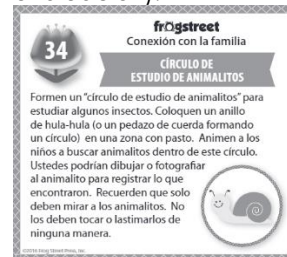 34
frogstreet
Conexión con la familia
CÍRCULO DE
ESTUDIO DE ANIMALITOS
Formen un "círculo de estudio de animalitos" para
estudiar algunos insectos. Coloquen un anillo
de hula-hula (o un pedazo de cuerda formando
un círculo) en una zona con pasto. Animen a los
niños a buscar animalitos dentro de este círculo.
Ustedes podrían dibujar o fotografiar
al animalito para registrar lo que
encontraron. Recuerden que solo
deben mirar a los animalitos. No
los deben tocar o lastimarlos de
ninguna manera.